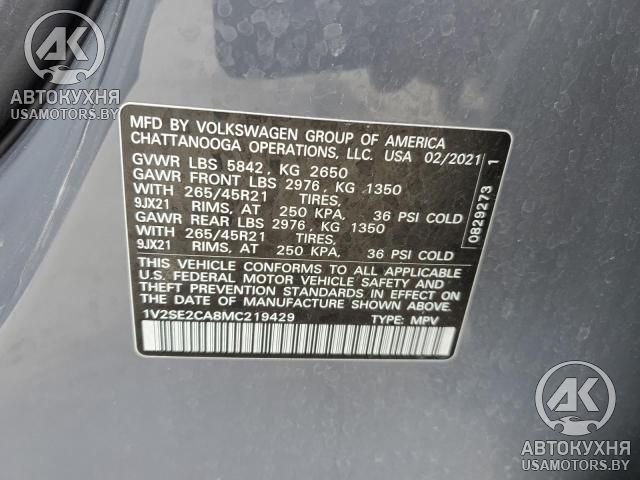 AK
АВТОКУХНЯ
USAMOTORS.BY
MFD BY VOLKSWAGEN GROUP OF AMERICA
CHATTANOOGA OPERATIONS, LLC. USA 02/2021
GVWR LBS 5842, KG 2650
GAWR FRONT LBS 2976, KG 1350
WITH 265/45R21 TIRES,
9JX21 RIMS, AT 250 KPA, 36 PSI COLD
GAWR REAR LBS 2976, KG 1350
WITH 265/45R21 TIRES,
9JX21 RIMS, AT 250 KPA, 36 PSI COLD
THIS VEHICLE CONFORMS TO ALL APPLICABLE
U.S. FEDERAL MOTOR VEHICLE SAFETY AND
THEFT PREVENTION STANDARDS IN EFFECT ON
THE DATE OF MANUFACTURE SHOWN ABOVE
1V2SE2CA8MC219429 TYPE: MPV
0829273 1
AK
АВТОКУХНЯ
USAMOTORS.BY